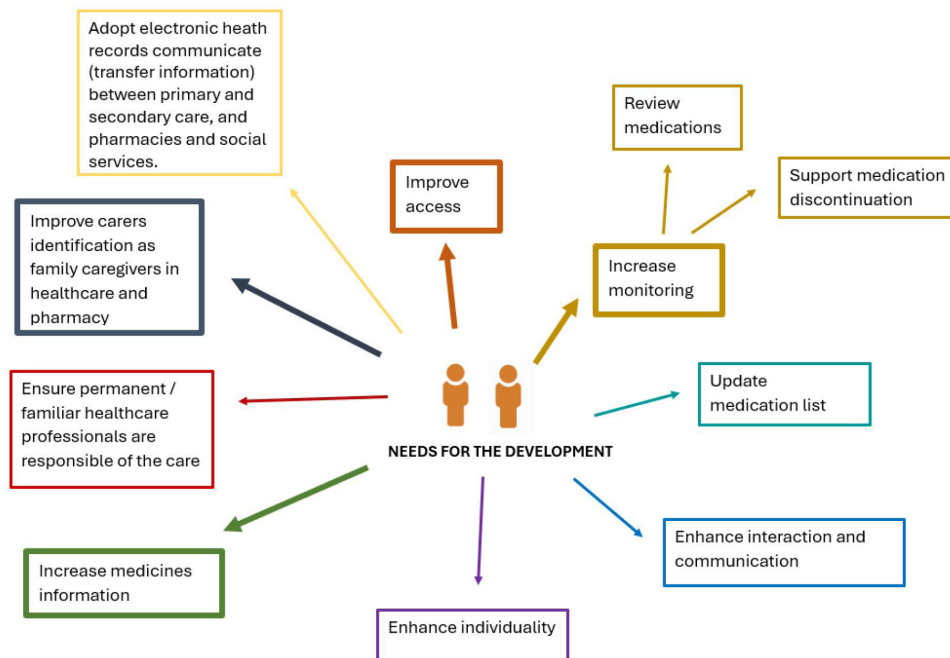 Adopt electronic heath
records communicate
(transfer information)
between primary and
secondary care, and
pharmacies and social
services.
Review
medications
Improve
access
Support medication
discontinuation
Improve carers
identification as
family caregivers in
healthcare and
pharmacy
Increase
monitoring
Ensure permanent /
familiar healthcare
professionals are
responsible of the care
Update
medication list
NEEDS FOR THE DEVELOPMENT
Increase medicines
information
Enhance interaction and
communication
Enhance individuality